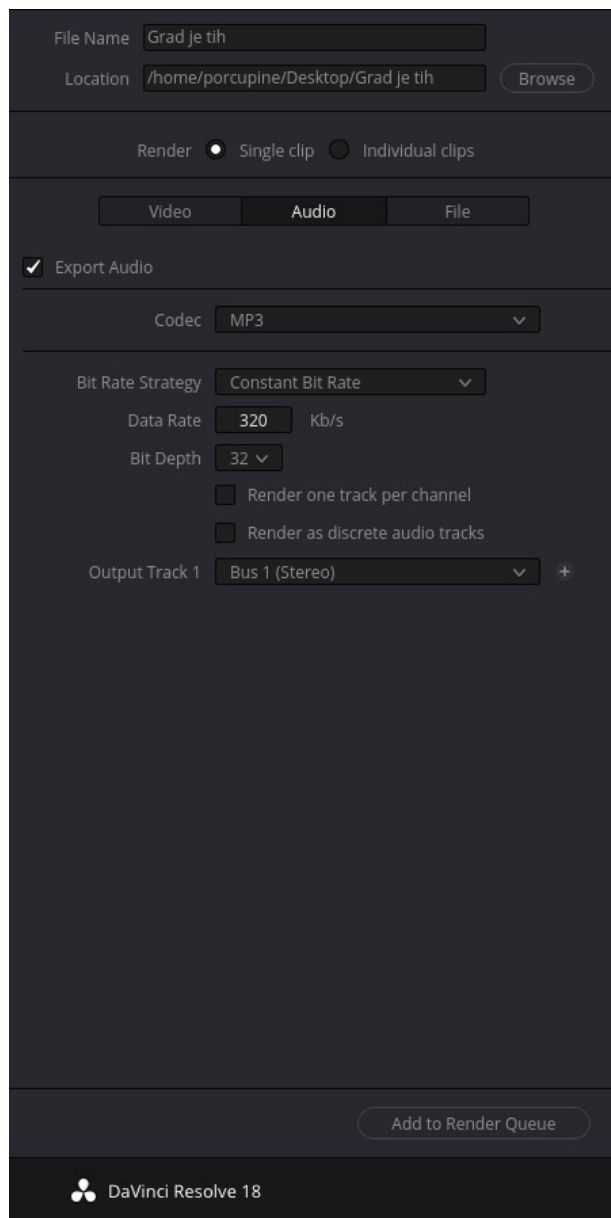 File Name Grad je tih
Location /home/porcupine/Desktop/Grad je tih Browse
Render Single clip Individual clips
Video Audio File
Export Audio
Codec MP3
Bit Rate Strategy Constant Bit Rate
Data Rate 320 Kb/s
Bit Depth 32
Render one track per channel
Render as discrete audio tracks
Output Track 1 Bus 1 (Stereo) +
Add to Render Queue
DaVinci Resolve 18